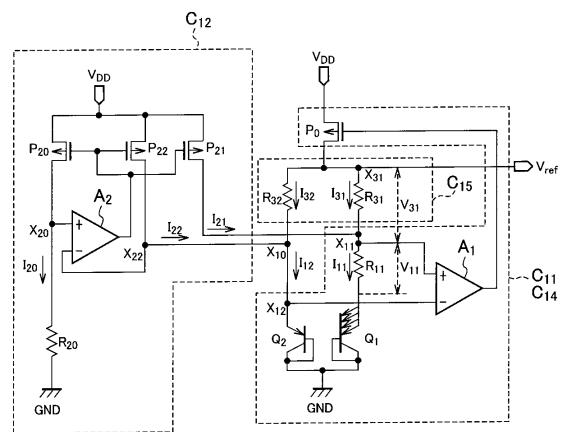 C12
VDD
VDD
P20
P22
P21
P0
X31
Vref
R32
I32
I31
R31
C15
V31
A2
X20
X22
I22
I21
X10
X11
I20
I12
I11
R11
V11
A1
C11
C14
X12
R20
Q2
Q1
GND
GND